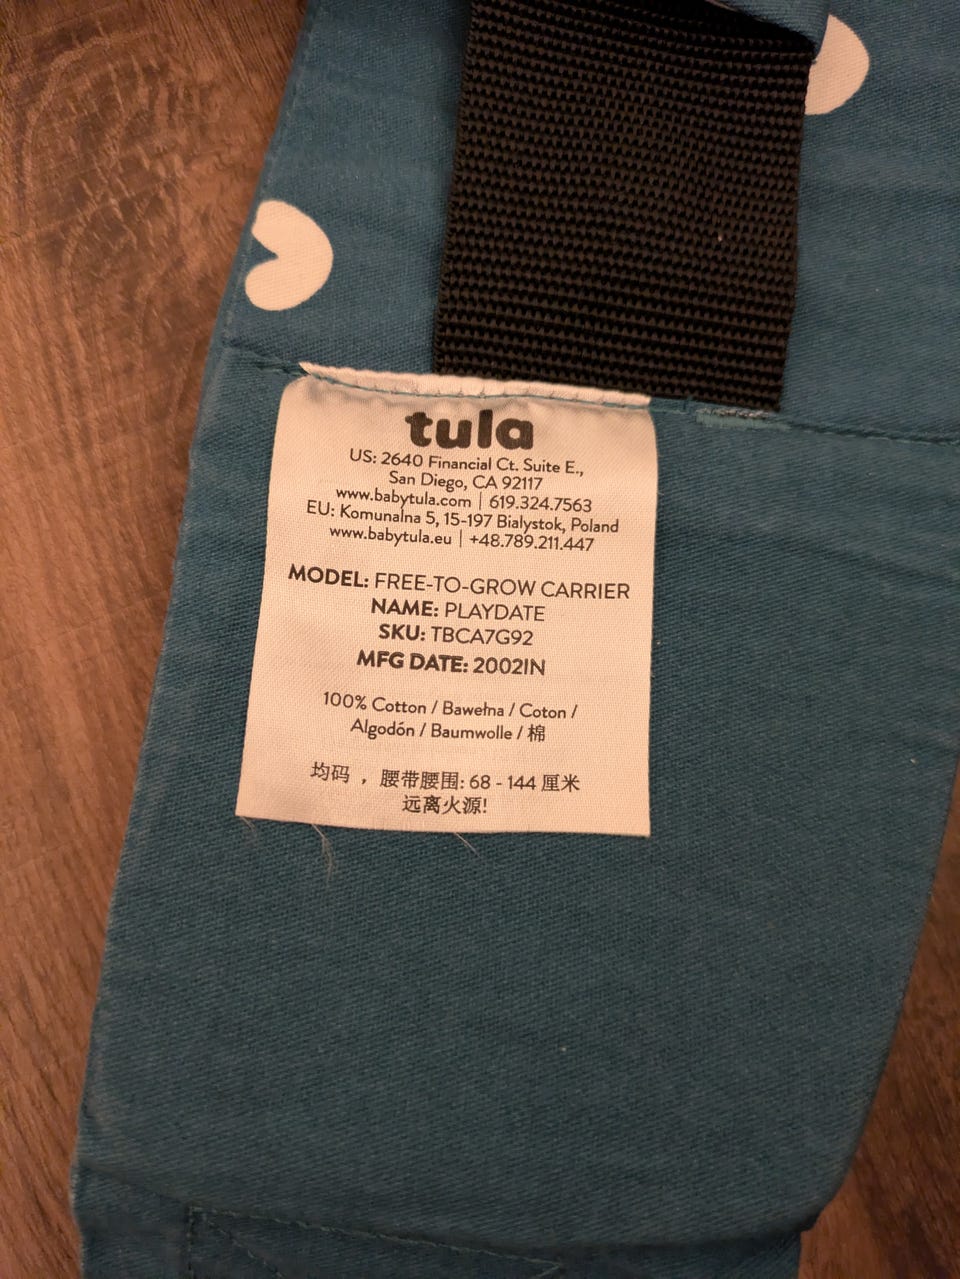 tula
US: 2640 Financial Ct. Suite E.,
San Diego, CA 92117
www.babytula.com | 619.324.7563
EU: Komunalna 5, 15-197 Bialystok, Poland
www.babytula.eu | +48.789.211.447
MODEL: FREE-TO-GROW CARRIER
NAME: PLAYDATE
SKU: TBCA7G92
MFG DATE: 2002IN
100% Cotton / Bawełna / Coton /
Algodón / Baumwolle / 棉
均码 ，腰带腰围: 68 - 144 厘米
远离火源!